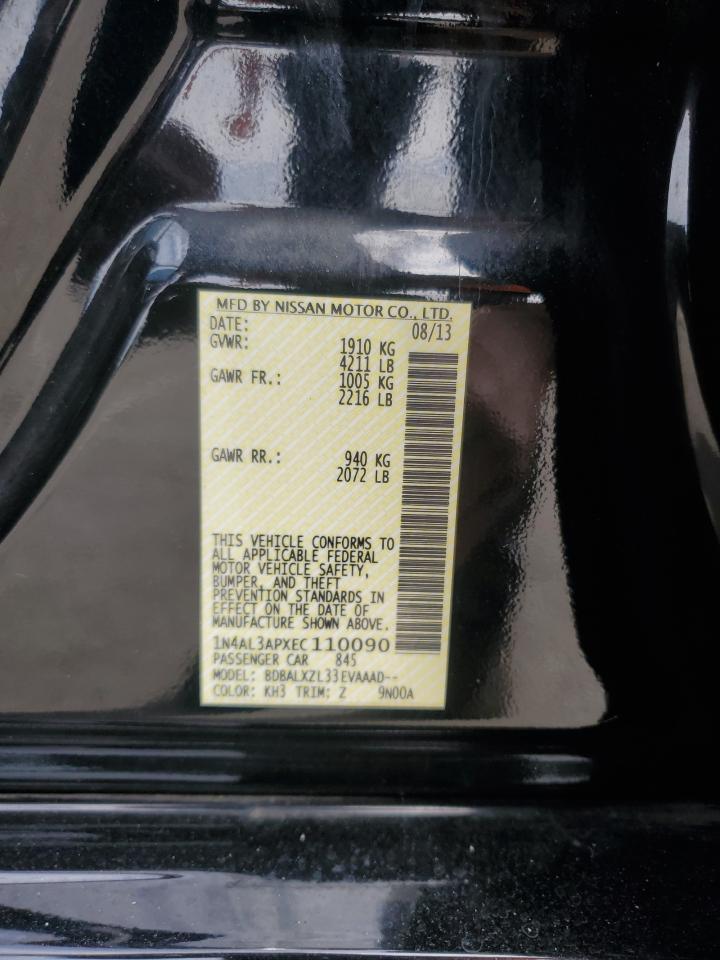 MFD BY NISSAN MOTOR CO., LTD.
DATE: 08/13
GVWR: 1910 KG
4211 LB
GAWR FR.: 1005 KG
2216 LB
GAWR RR.: 940 KG
2072 LB
THIS VEHICLE CONFORMS TO
ALL APPLICABLE FEDERAL
MOTOR VEHICLE SAFETY,
BUMPER, AND THEFT
PREVENTION STANDARDS IN
EFFECT ON THE DATE OF
MANUFACTURE SHOWN ABOVE.
1N4AL3APXEC110090
PASSENGER CAR 845
MODEL: BDBALXZL33EVAAAD--
COLOR: KH3 TRIM: Z 9N00A